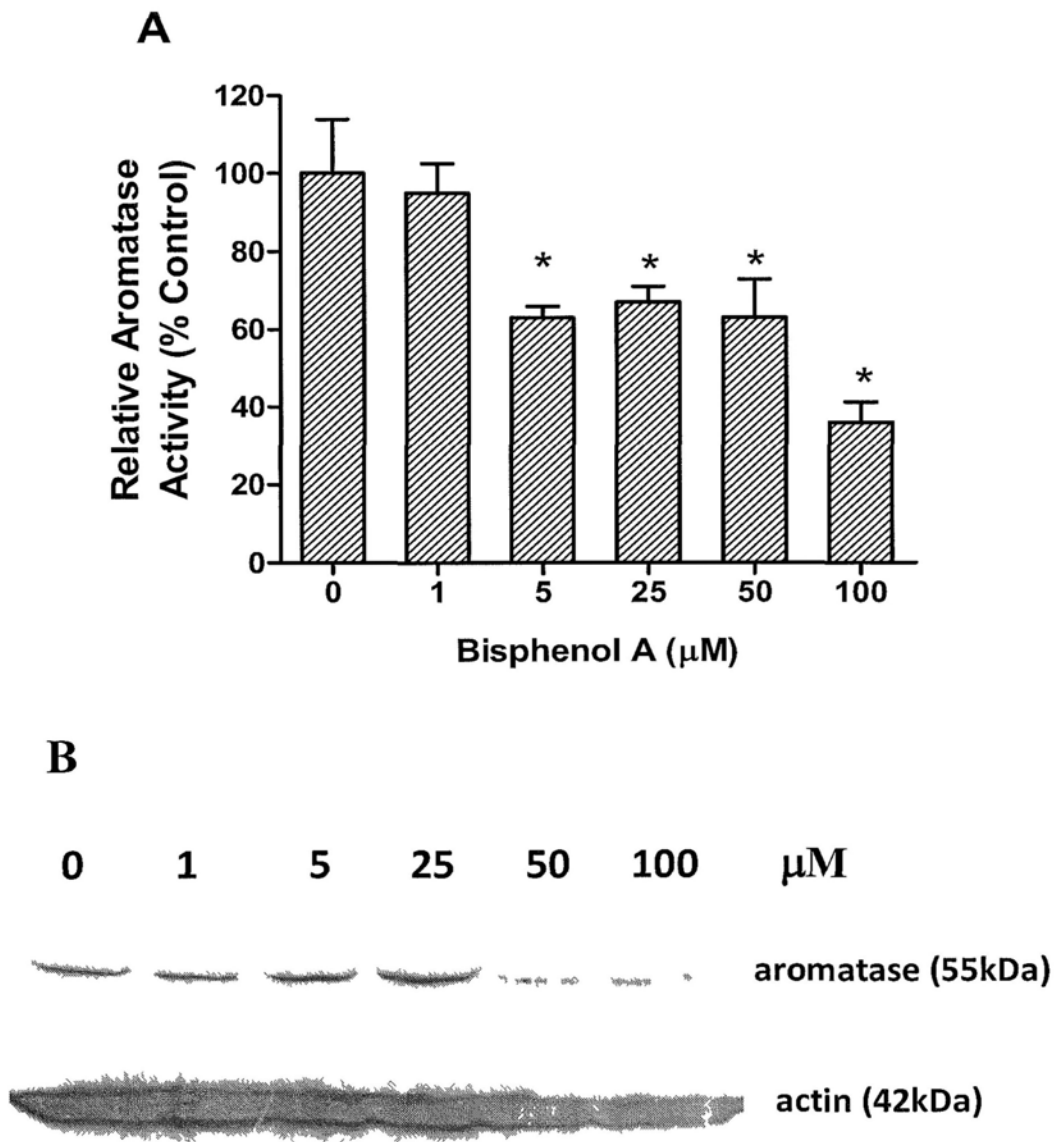 A
120
100
80
60
40
20
0
Relative Aromatase
Activity (% Control)
* * * *
0 1 5 25 50 100
Bisphenol A (μM)
B
0 1 5 25 50 100 μM
aromatase (55kDa)
actin (42kDa)